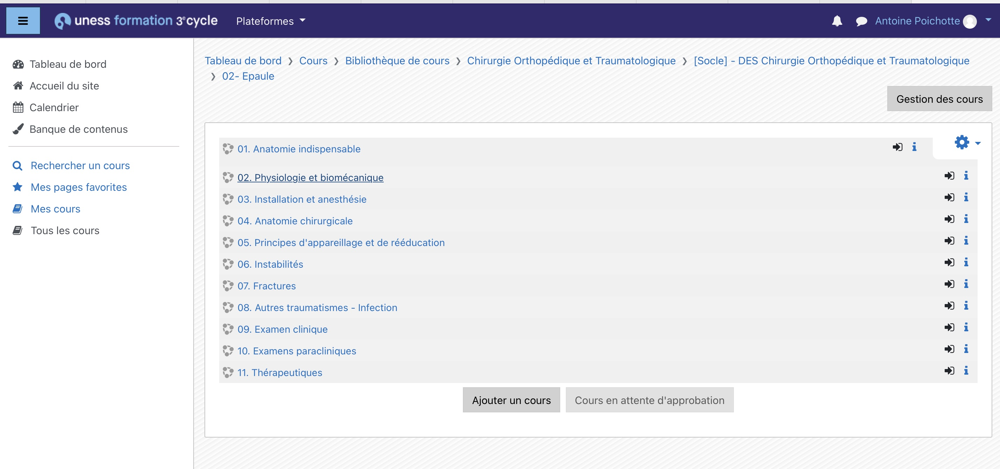 uness formation 3e cycle
Plateformes
Antoine Poichotte
Tableau de bord
Accueil du site
Calendrier
Banque de contenus
Rechercher un cours
Mes pages favorites
Mes cours
Tous les cours
Tableau de bord ❯ Cours ❯ Bibliothèque de cours ❯ Chirurgie Orthopédique et Traumatologique ❯ [Socle] - DES Chirurgie Orthopédique et Traumatologique
❯ 02- Epaule
Gestion des cours
01. Anatomie indispensable
02. Physiologie et biomécanique
03. Installation et anesthésie
04. Anatomie chirurgicale
05. Principes d'appareillage et de rééducation
06. Instabilités
07. Fractures
08. Autres traumatismes - Infection
09. Examen clinique
10. Examens paracliniques
11. Thérapeutiques
Ajouter un cours
Cours en attente d'approbation